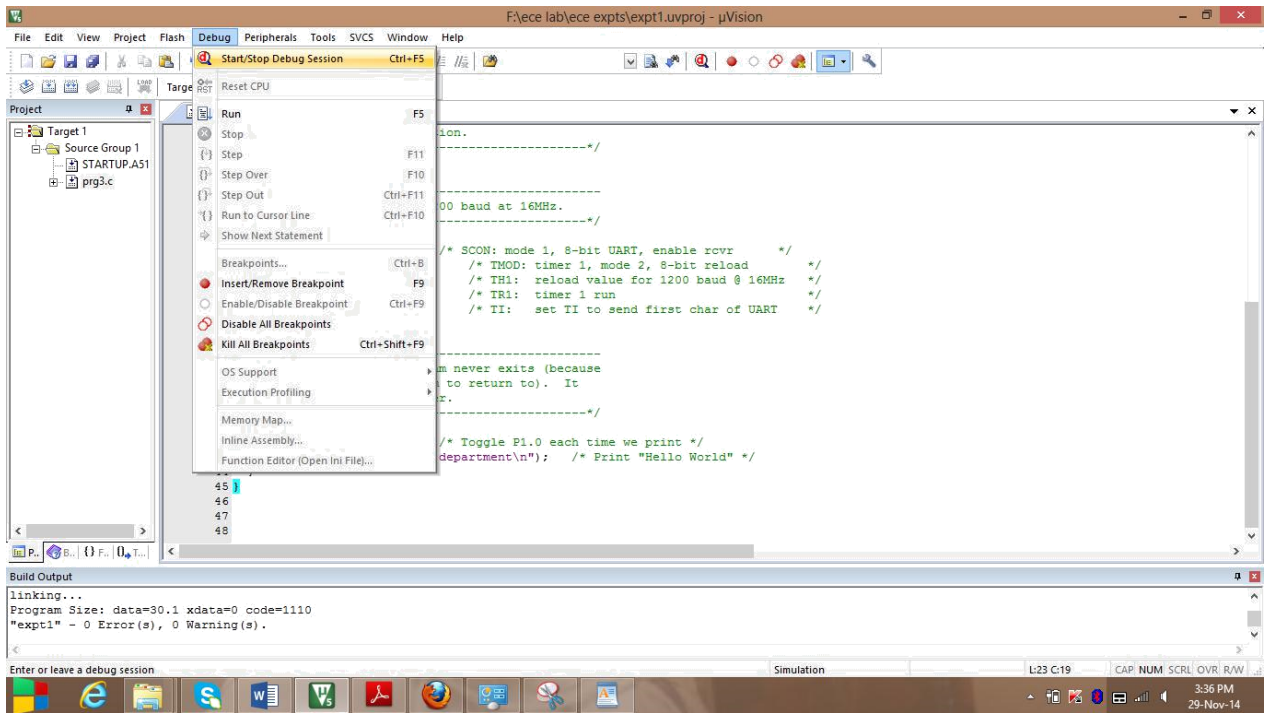 F:\ece lab\ece expts\expt1.uvproj - µVision
File Edit View Project Flash Debug Peripherals Tools SVCS Window Help
Start/Stop Debug Session Ctrl+F5
Reset CPU
Run F5
Stop
Step F11
Step Over F10
Step Out Ctrl+F11
Run to Cursor Line Ctrl+F10
Show Next Statement
Breakpoints... Ctrl+B
Insert/Remove Breakpoint F9
Enable/Disable Breakpoint Ctrl+F9
Disable All Breakpoints
Kill All Breakpoints Ctrl+Shift+F9
OS Support
Execution Profiling
Memory Map...
Inline Assembly...
Function Editor (Open Ini File)...
LOAD
Targe
Project
Target 1
Source Group 1
STARTUP.A51
prg3.c
ion.
----------------------*/
------------------------
00 baud at 16MHz.
----------------------*/
/* SCON: mode 1, 8-bit UART, enable rcvr */
/* TMOD: timer 1, mode 2, 8-bit reload */
/* TH1: reload value for 1200 baud @ 16MHz */
/* TR1: timer 1 run */
/* TI: set TI to send first char of UART */
------------------------
m never exits (because
to return to). It
r.
----------------------*/
/* Toggle P1.0 each time we print */
department\n"); /* Print "Hello World" */
45 }
46
47
48
P.. B.. {} F.. 0 T...
Build Output
linking...
Program Size: data=30.1 xdata=0 code=1110
"expt1" - 0 Error(s), 0 Warning(s).
Enter or leave a debug session Simulation L:23 C:19 CAP NUM SCRL OVR R/W
3:36 PM
29-Nov-14